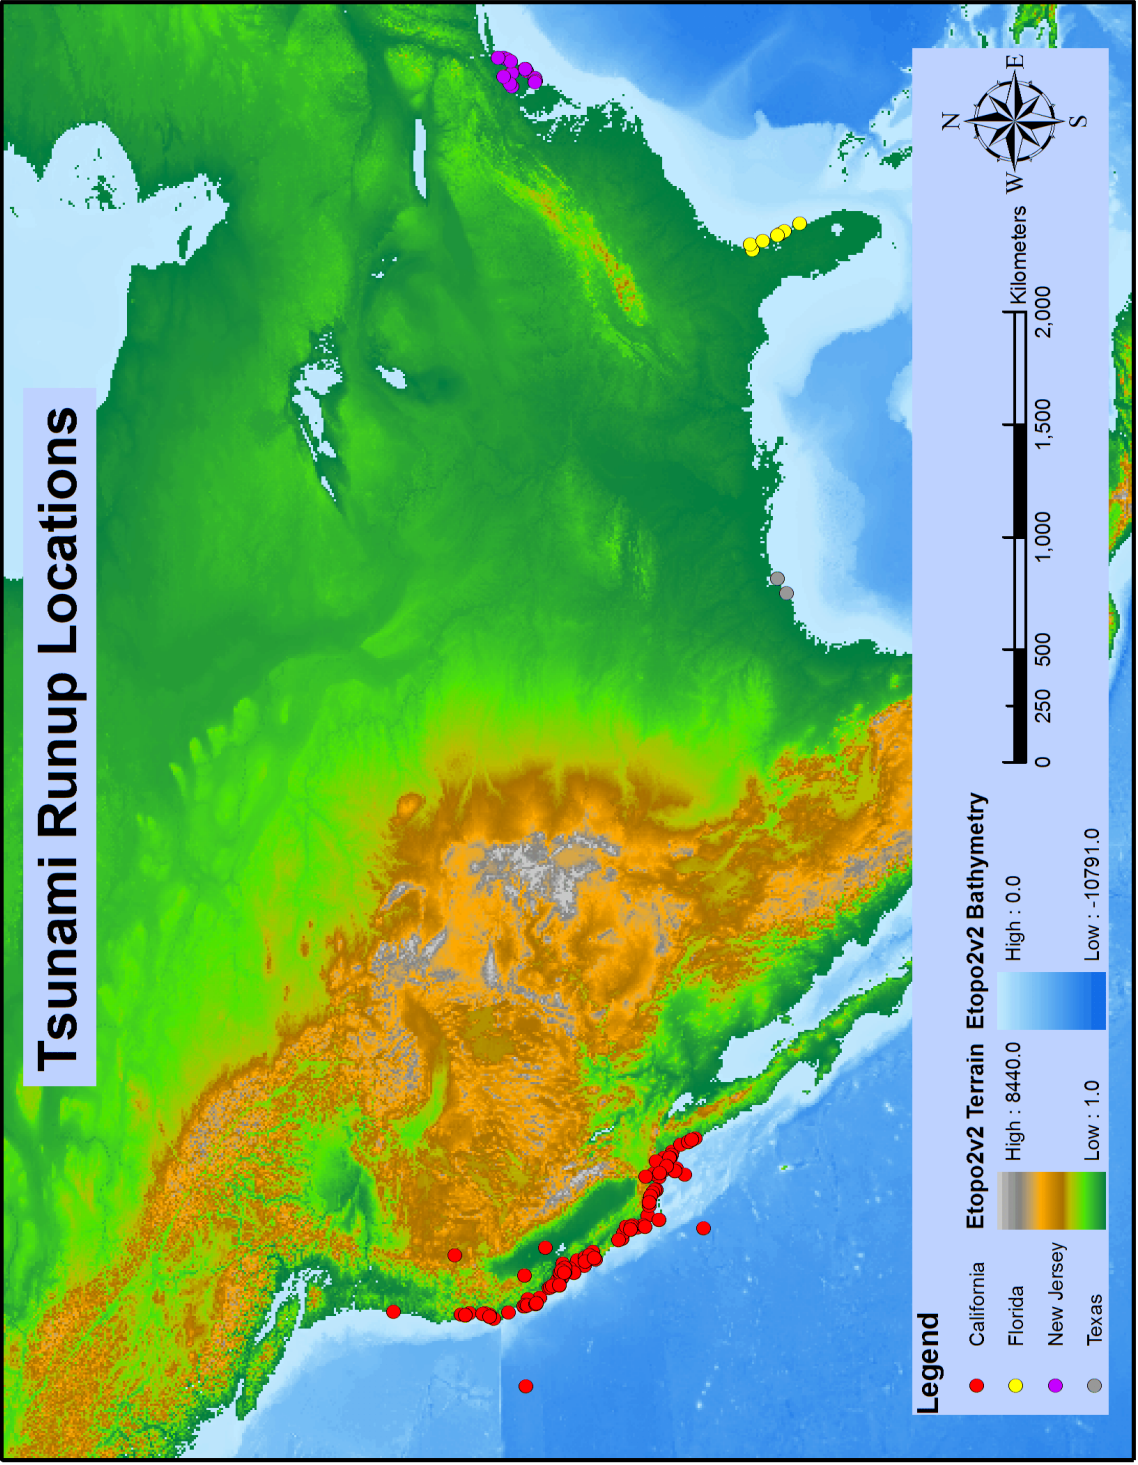 Tsunami Runup Locations
Legend
California
Florida
New Jersey
Texas
Etopo2v2 Terrain
High : 8440.0
Low : 1.0
Etopo2v2 Bathymetry
High : 0.0
Low : -10791.0
0 250 500 1,000 1,500 2,000
Kilometers
N
W E
S